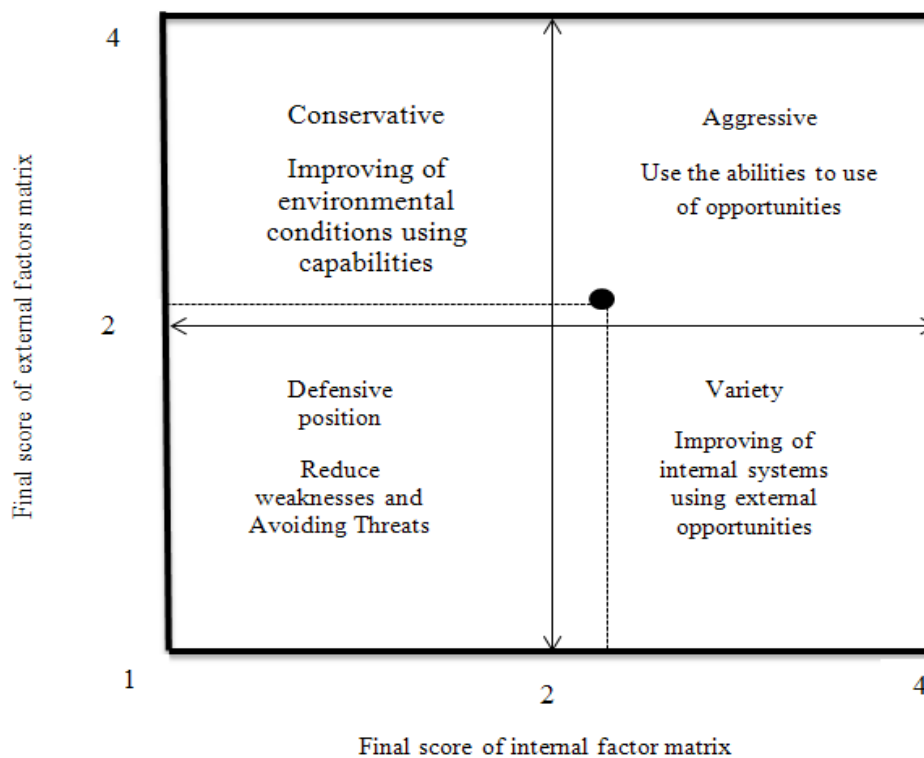 4
Conservative
Improving of
environmental
conditions using
capabilities
Aggressive
Use the abilities to use
of opportunities
Final score of external factors matrix
2
Defensive
position
Reduce
weaknesses and
Avoiding Threats
Variety
Improving of
internal systems
using external
opportunities
1
2
4
Final score of internal factor matrix